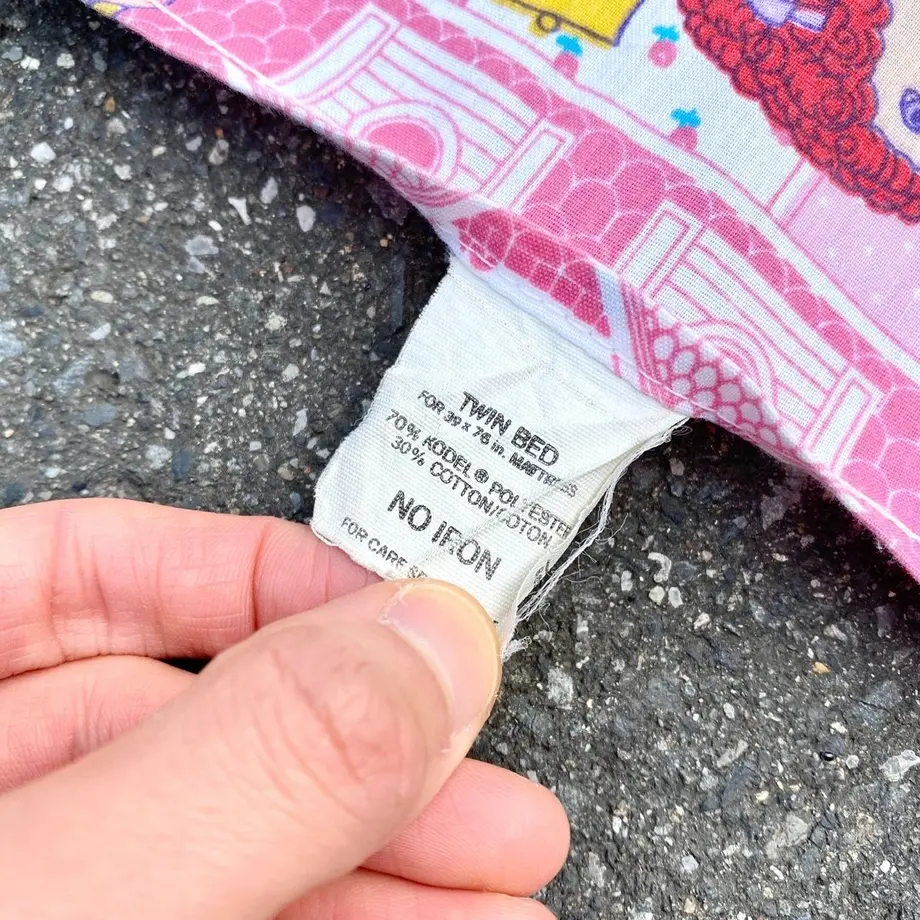 TWIN BED
FOR 39 x 76 in. MATTRESS
70% KODEL® POLYESTER
30% COTTON/COTON
NO IRON
FOR CARE